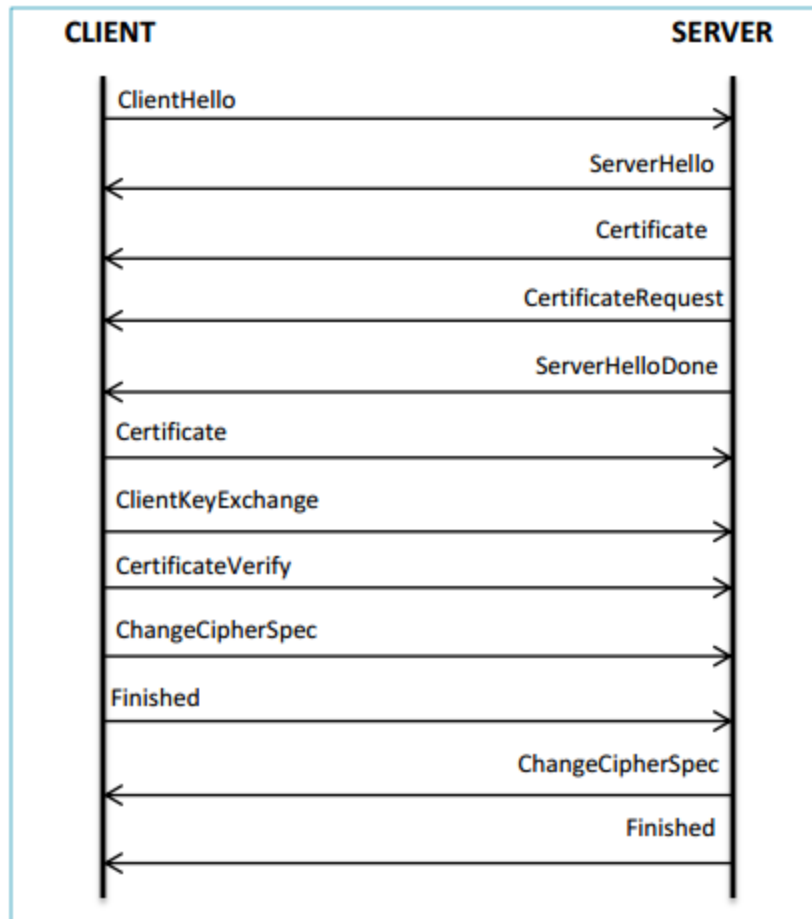 CLIENT SERVER
ClientHello
ServerHello
Certificate
CertificateRequest
ServerHelloDone
Certificate
ClientKeyExchange
CertificateVerify
ChangeCipherSpec
Finished
ChangeCipherSpec
Finished